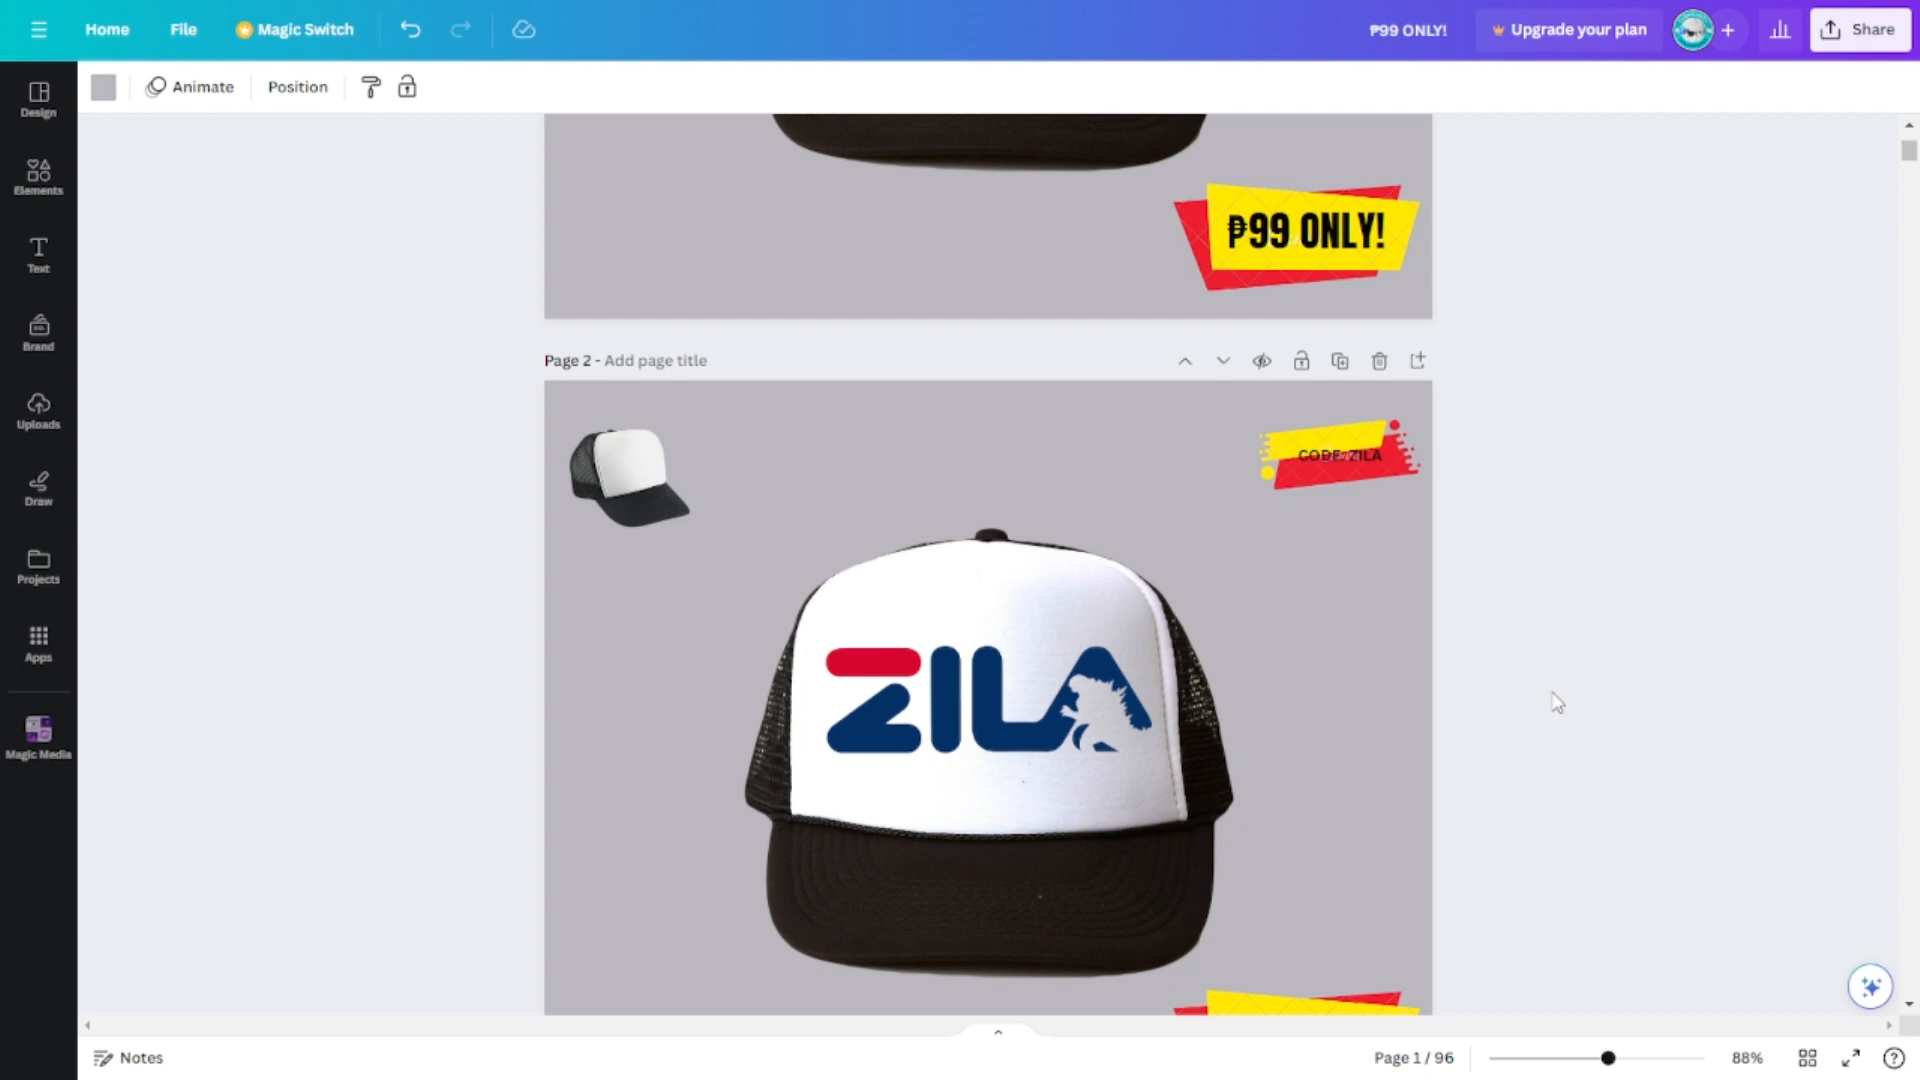 Home File Magic Switch ₱99 ONLY! Upgrade your plan Share
Animate Position
Design
Elements
Text
Brand
Uploads
Draw
Projects
Apps
Magic Media
₱99 ONLY!
Page 2 - Add page title
CODE: ZILA
ZILA
Notes Page 1 / 96 88%